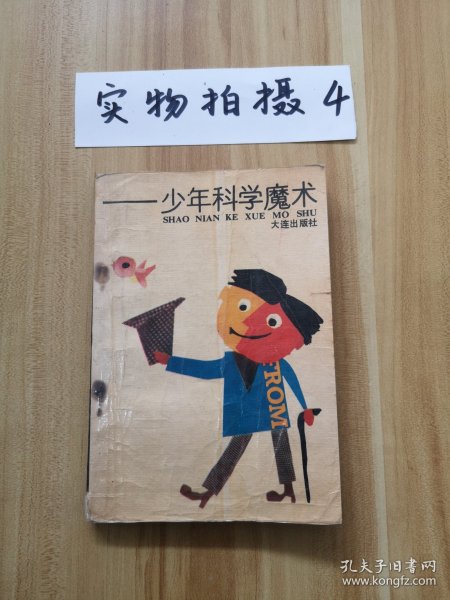 实物拍摄4
——少年科学魔术
SHAO NIAN KE XUE MO SHU
大连出版社
FROM
孔夫子旧书网
www.kongfz.com